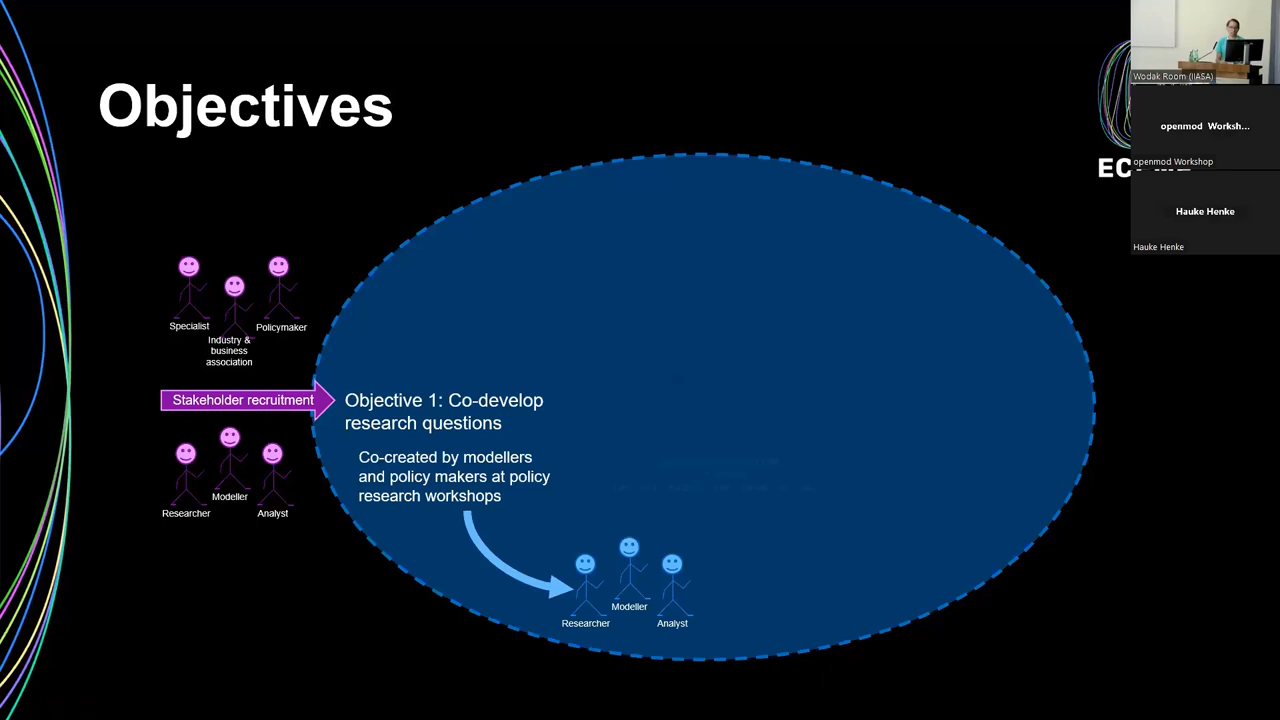 Objectives
Specialist
Policymaker
Industry &
business
association
Stakeholder recruitment
Researcher
Modeller
Analyst
Objective 1: Co-develop
research questions
Co-created by modellers
and policy makers at policy
research workshops
Researcher
Modeller
Analyst
Wodak Room (IIASA)
openmod Worksh...
openmod Workshop
Hauke Henke
Hauke Henke